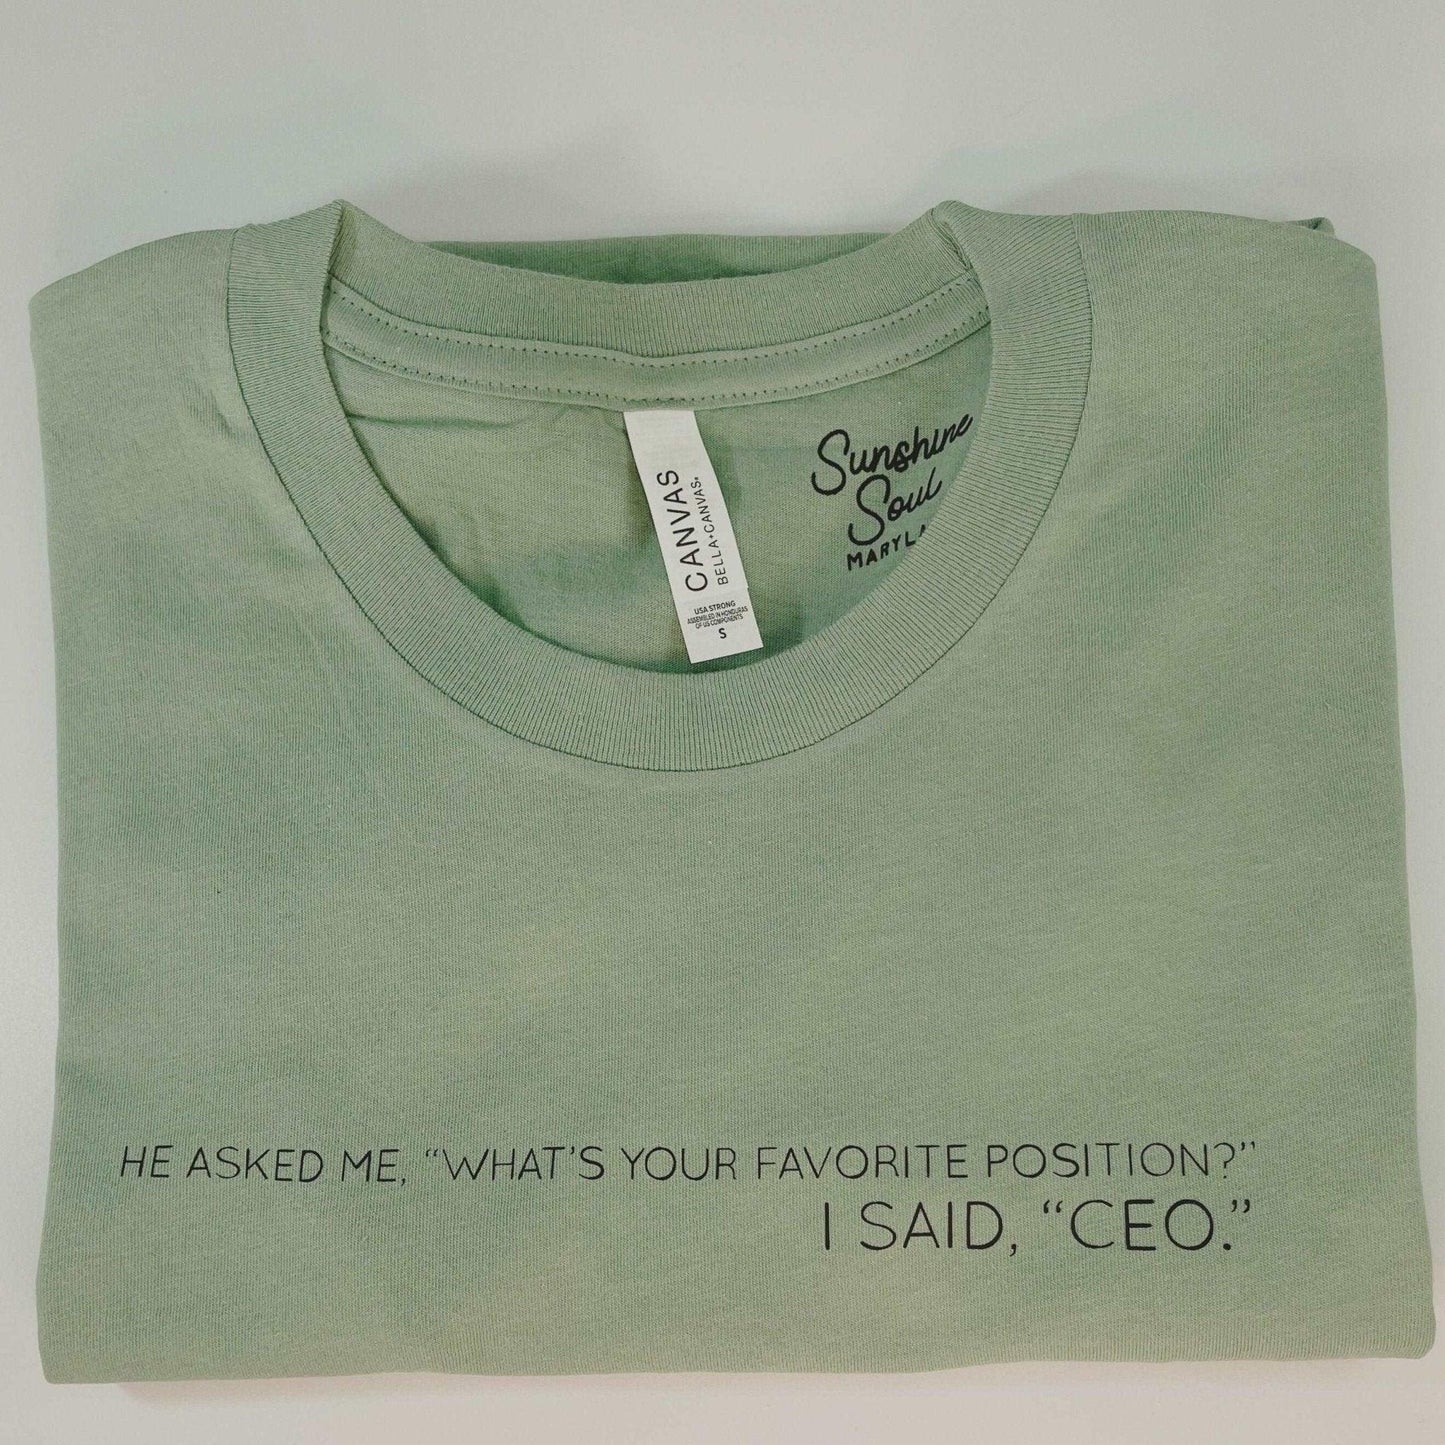 CANVAS
BELLA+CANVAS®
USA STRONG
ASSEMBLED IN HONDURAS
OF US COMPONENTS
S
Sunshine
Soul
MARYLA
HE ASKED ME, “WHAT’S YOUR FAVORITE POSITION?”
I SAID, “CEO.”